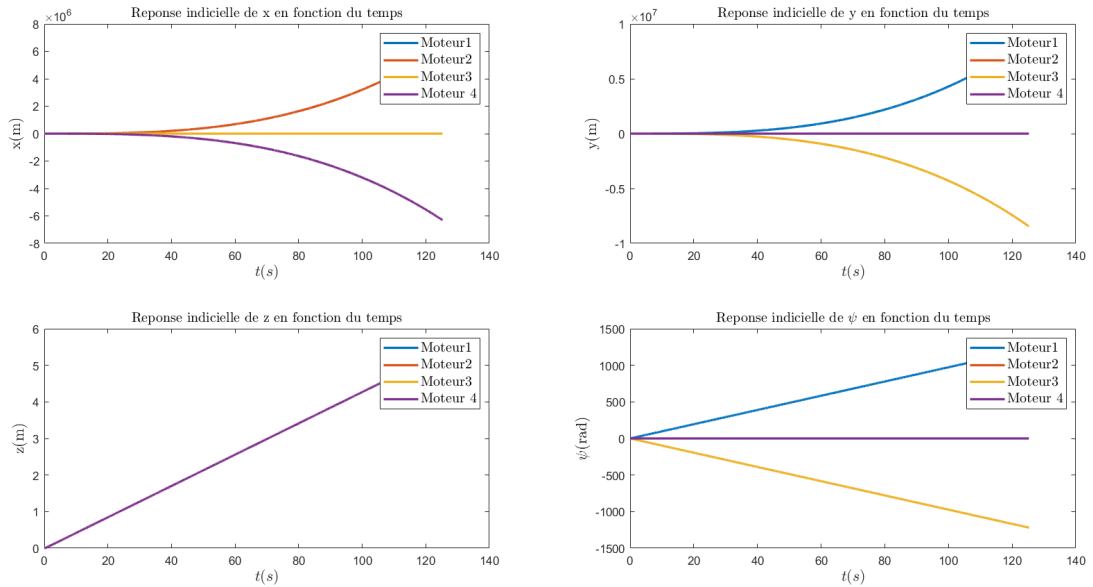 Reponse indicielle de x en fonction du temps
×10⁶
8
6
4
2
0
-2
-4
-6
-8
x(m)
0 20 40 60 80 100 120 140
t(s)
Moteur1
Moteur2
Moteur3
Moteur 4
Reponse indicielle de y en fonction du temps
×10⁷
1
0.5
0
-0.5
-1
y(m)
0 20 40 60 80 100 120 140
t(s)
Moteur1
Moteur2
Moteur3
Moteur 4
Reponse indicielle de z en fonction du temps
6
5
4
3
2
1
0
z(m)
0 20 40 60 80 100 120 140
t(s)
Moteur1
Moteur2
Moteur3
Moteur 4
Reponse indicielle de ψ en fonction du temps
1500
1000
500
0
-500
-1000
-1500
ψ(rad)
0 20 40 60 80 100 120 140
t(s)
Moteur1
Moteur2
Moteur3
Moteur 4